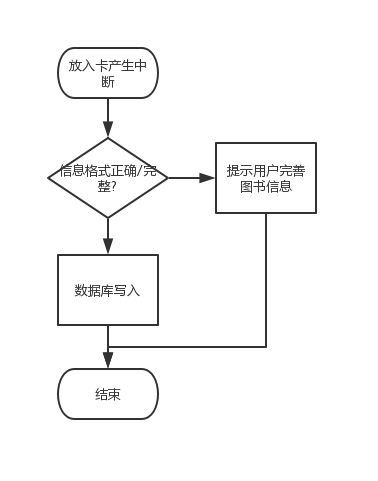 放入卡产生中
断
信息格式正确/完
整?
提示用户完善
图书信息
数据库写入
结束